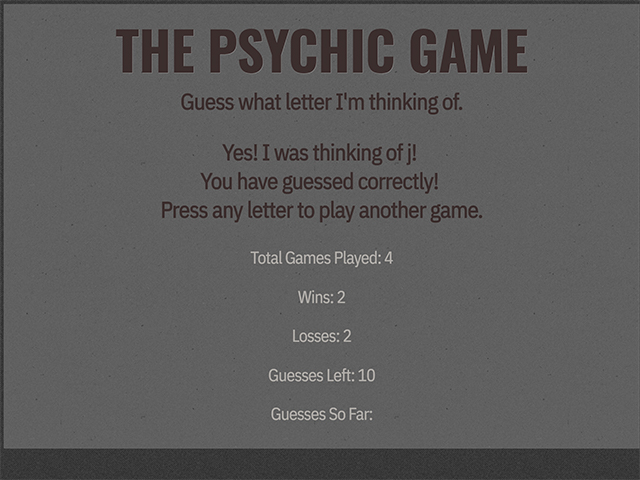 THE PSYCHIC GAME
Guess what letter I'm thinking of.
Yes! I was thinking of j!
You have guessed correctly!
Press any letter to play another game.
Total Games Played: 4
Wins: 2
Losses: 2
Guesses Left: 10
Guesses So Far: